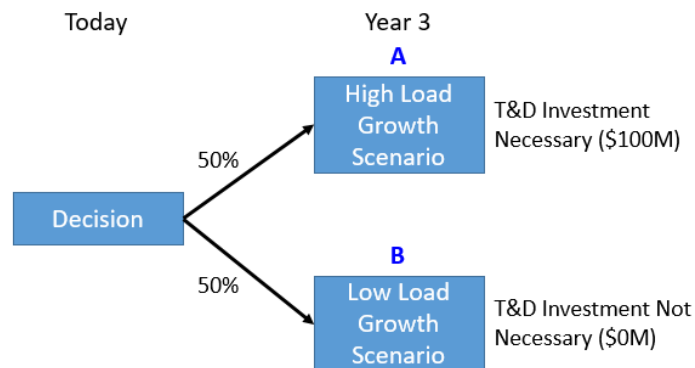 Today
Year 3
A
High Load
Growth
Scenario
T&D Investment
Necessary ($100M)
50%
Decision
50%
B
Low Load
Growth
Scenario
T&D Investment Not
Necessary ($0M)